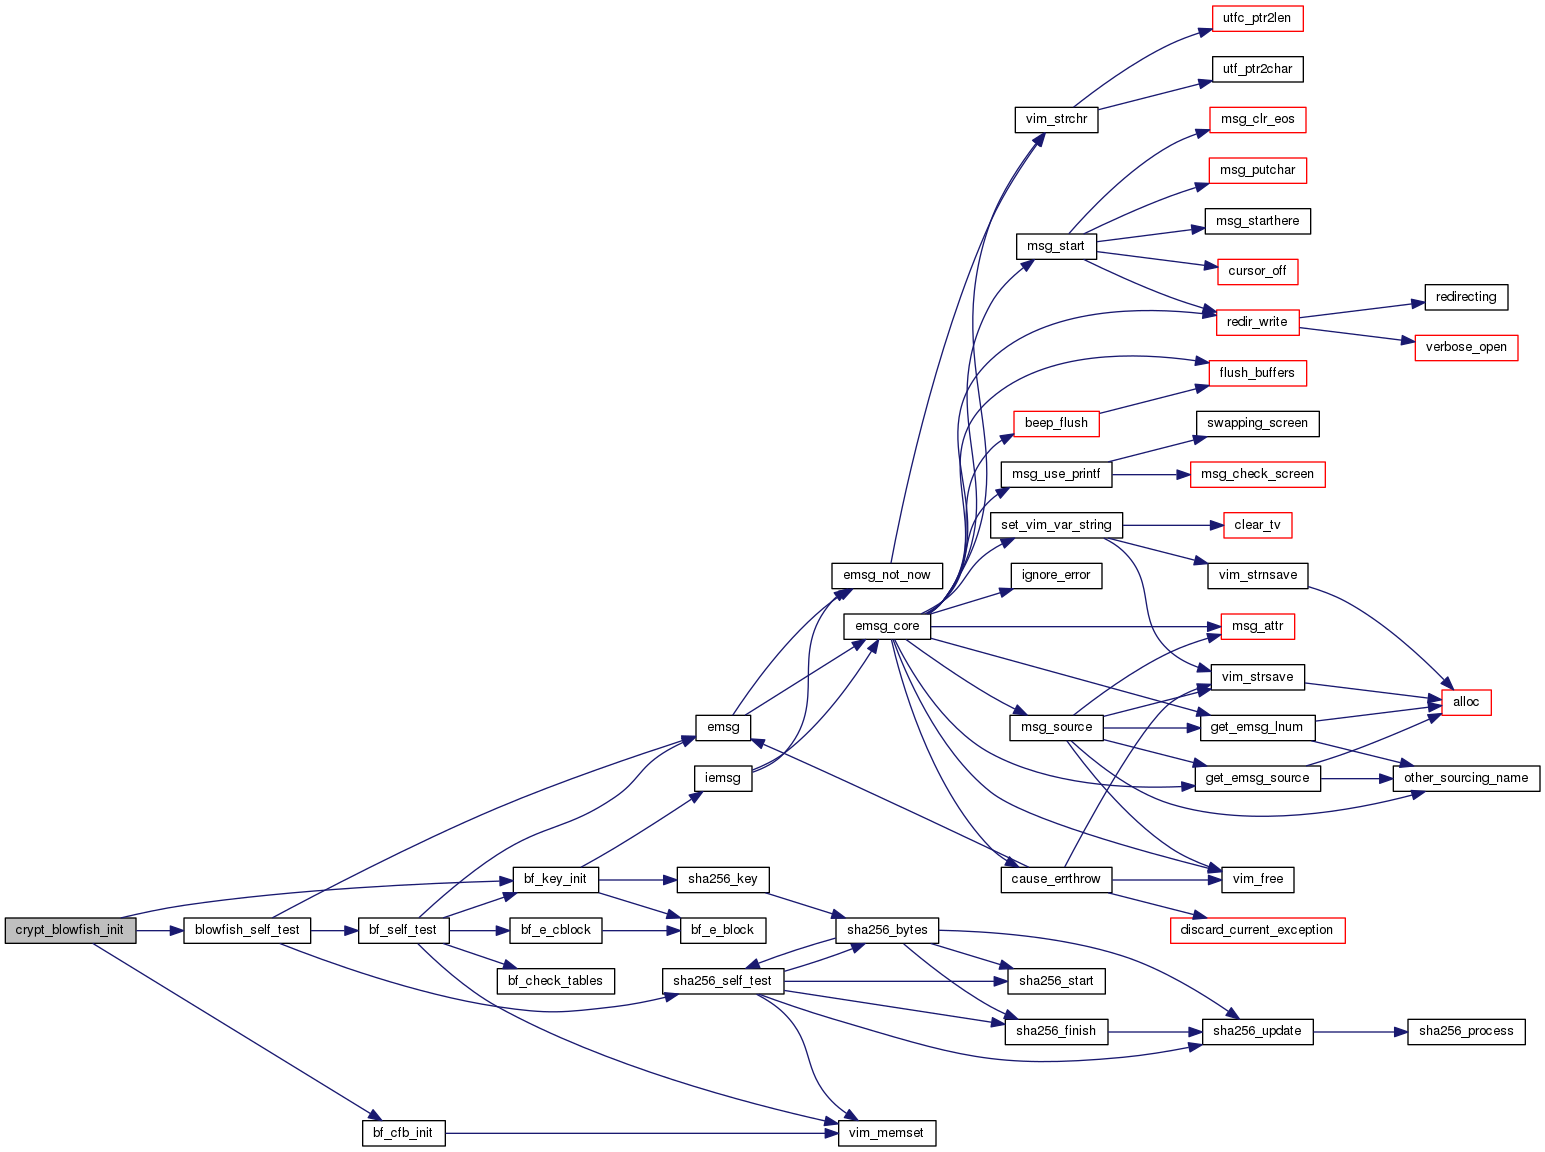 utfc_ptr2len
utf_ptr2char
vim_strchr
msg_clr_eos
msg_putchar
msg_starthere
msg_start
cursor_off
redirecting
redir_write
verbose_open
flush_buffers
beep_flush
swapping_screen
msg_use_printf
msg_check_screen
set_vim_var_string
clear_tv
emsg_not_now
ignore_error
vim_strnsave
emsg_core
msg_attr
vim_strsave
alloc
emsg
msg_source
get_emsg_lnum
iemsg
get_emsg_source
other_sourcing_name
bf_key_init
sha256_key
cause_errthrow
vim_free
crypt_blowfish_init
blowfish_self_test
bf_self_test
bf_e_cblock
bf_e_block
sha256_bytes
discard_current_exception
bf_check_tables
sha256_self_test
sha256_start
sha256_finish
sha256_update
sha256_process
bf_cfb_init
vim_memset